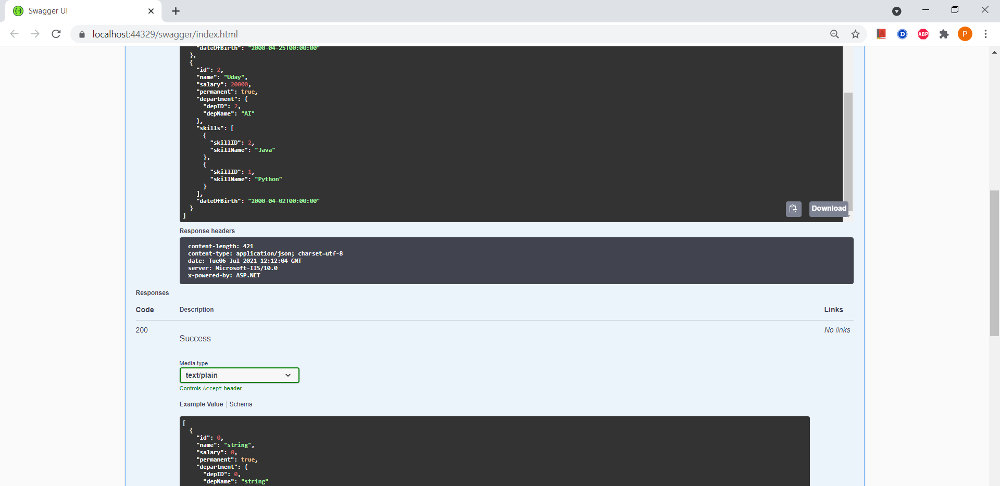 Swagger UI
localhost:44329/swagger/index.html
ABP
D
P
"dateOfBirth": "2000-04-25T00:00:00"
},
{
"id": 2,
"name": "Uday",
"salary": 20000,
"permanent": true,
"department": {
"depID": 2,
"depName": "AI"
},
"skills": [
{
"skillID": 2,
"skillName": "Java"
},
{
"skillID": 1,
"skillName": "Python"
}
],
"dateOfBirth": "2000-04-02T00:00:00"
}
]
Download
Response headers
content-length: 421
content-type: application/json; charset=utf-8
date: Tue06 Jul 2021 12:12:04 GMT
server: Microsoft-IIS/10.0
x-powered-by: ASP.NET
Responses
Code Description Links
200 Success No links
Media type
text/plain
Controls Accept header.
Example Value Schema
[
{
"id": 0,
"name": "string",
"salary": 0,
"permanent": true,
"department": {
"depID": 0,
"depName": "string"